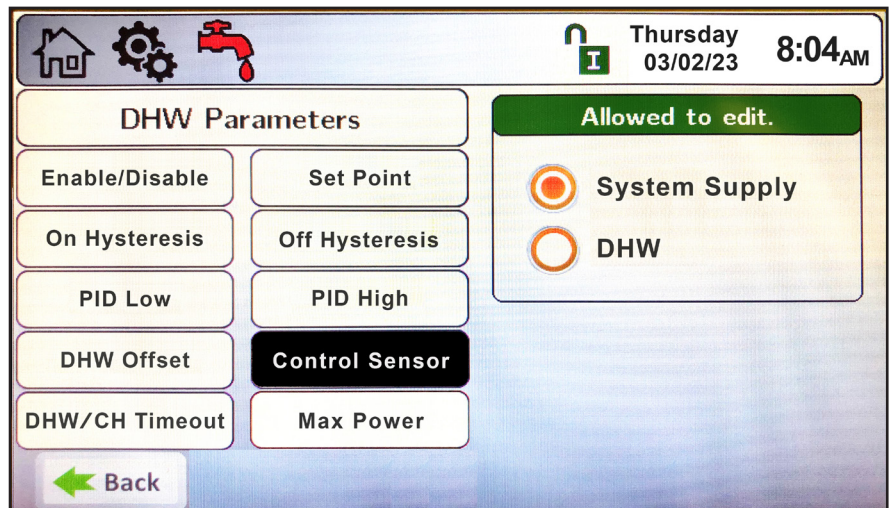 I
Thursday
03/02/23
8:04AM
DHW Parameters
Enable/Disable
Set Point
On Hysteresis
Off Hysteresis
PID Low
PID High
DHW Offset
Control Sensor
DHW/CH Timeout
Max Power
Back
Allowed to edit.
System Supply
DHW